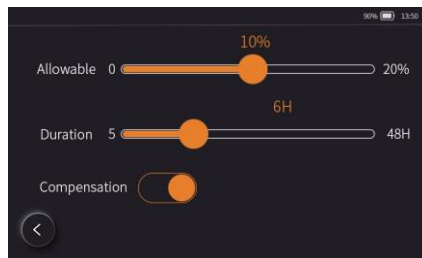 90% 13:50
10%
Allowable 0 20%
6H
Duration 5 48H
Compensation